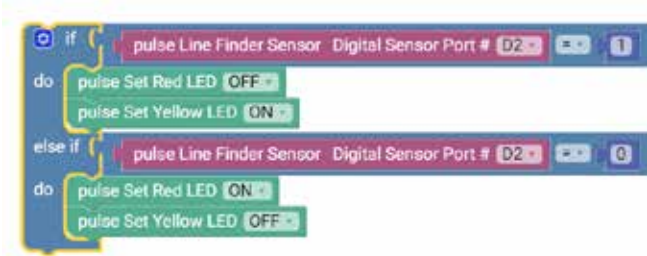 if pulse Line Finder Sensor Digital Sensor Port # D2 = 1
do pulse Set Red LED OFF
pulse Set Yellow LED ON
else if pulse Line Finder Sensor Digital Sensor Port # D2 = 0
do pulse Set Red LED ON
pulse Set Yellow LED OFF